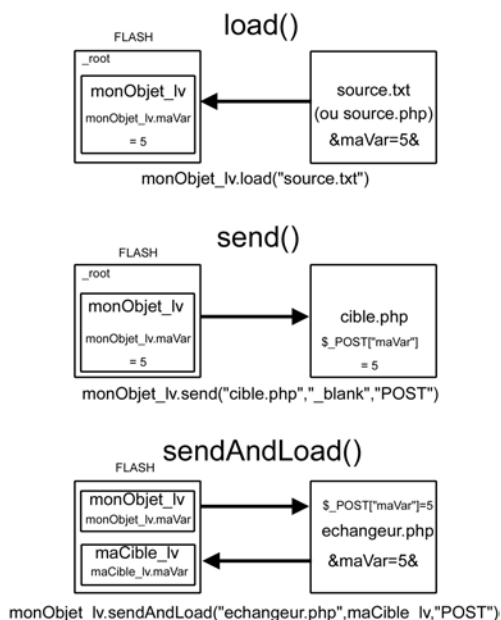 load()
FLASH
_root
monObjet_lv
monObjet_lv.maVar
= 5
source.txt
(ou source.php)
&maVar=5&
monObjet_lv.load("source.txt")
send()
FLASH
_root
monObjet_lv
monObjet_lv.maVar
= 5
cible.php
$_POST["maVar"]
= 5
monObjet_lv.send("cible.php","_blank","POST")
sendAndLoad()
FLASH
monObjet_lv
monObjet_lv.maVar
maCible_lv
maCible_lv.maVar
$_POST["maVar"]=5
echangeur.php
&maVar=5&
monObjet_lv.sendAndLoad("echangeur.php",maCible_lv,"POST")